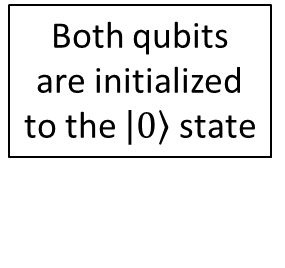 Both qubits
are initialized
to the |0⟩ state